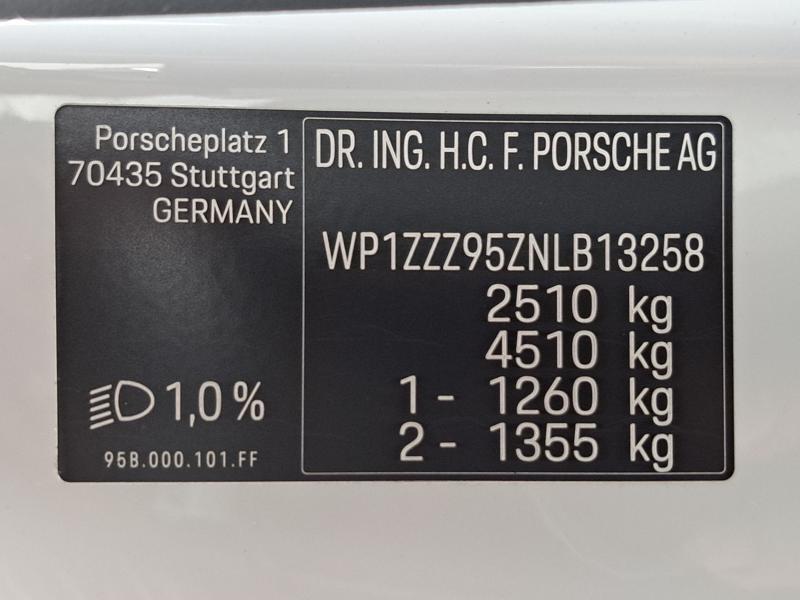 Porscheplatz 1
70435 Stuttgart
GERMANY
1,0 %
95B.000.101.FF
DR. ING. H.C. F. PORSCHE AG
WP1ZZZ95ZNLB13258
2510 kg
4510 kg
1 - 1260 kg
2 - 1355 kg